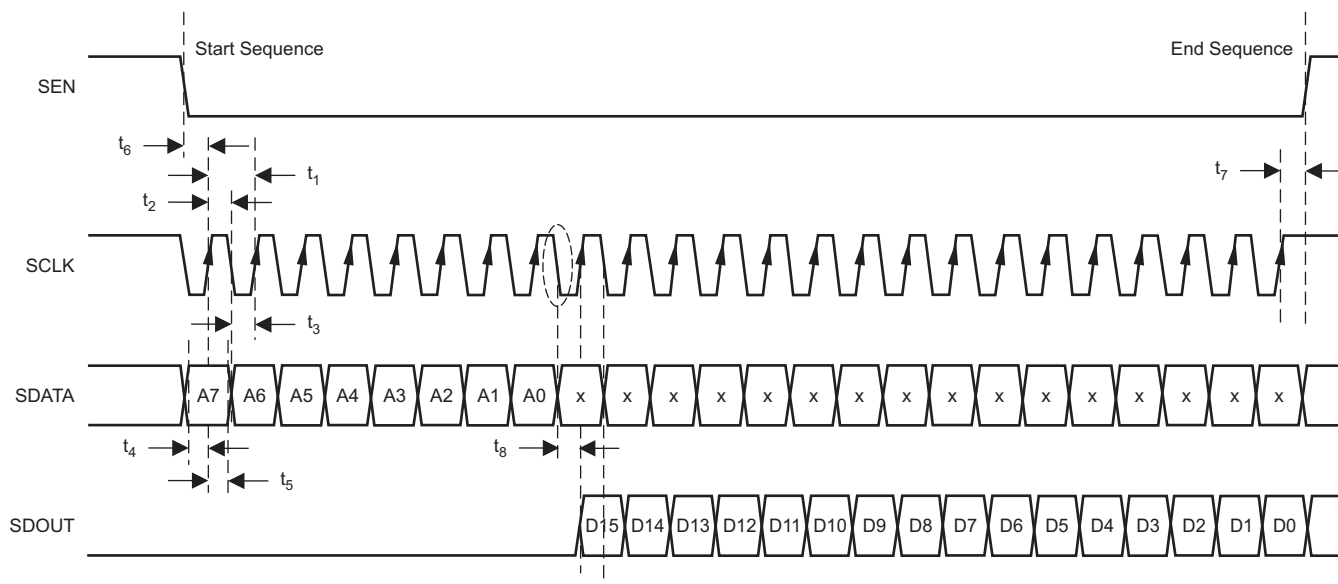 Start Sequence End Sequence
SEN
t6
t1
t7
t2
SCLK
t3
SDATA A7 A6 A5 A4 A3 A2 A1 A0 x x x x x x x x x x x x x x x x
t4 t8
t5
SDOUT D15 D14 D13 D12 D11 D10 D9 D8 D7 D6 D5 D4 D3 D2 D1 D0